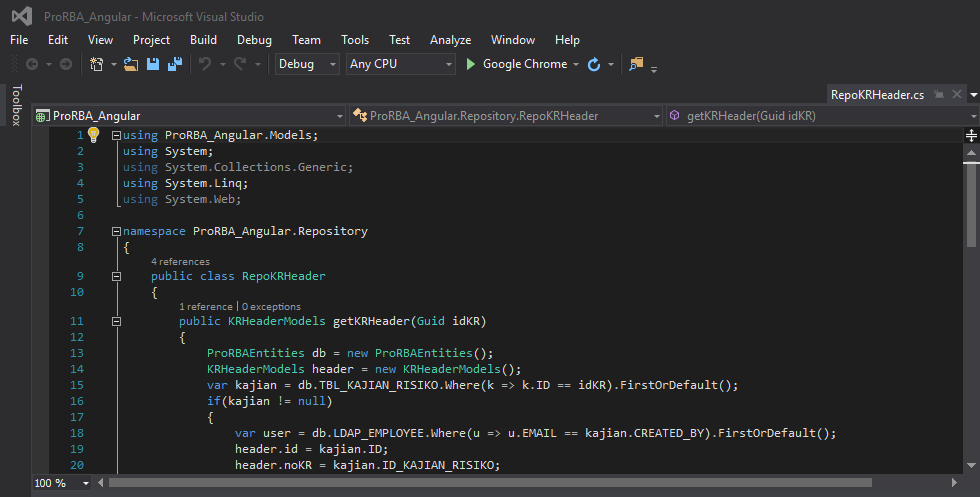 ProRBA_Angular - Microsoft Visual Studio
File Edit View Project Build Debug Team Tools Test Analyze Window Help
Debug Any CPU Google Chrome
Toolbox
RepoKRHeader.cs
ProRBA_Angular ProRBA_Angular.Repository.RepoKRHeader getKRHeader(Guid idKR)
1 using ProRBA_Angular.Models;
2 using System;
3 using System.Collections.Generic;
4 using System.Linq;
5 using System.Web;
6
7 namespace ProRBA_Angular.Repository
8 {
4 references
9 public class RepoKRHeader
10 {
1 reference | 0 exceptions
11 public KRHeaderModels getKRHeader(Guid idKR)
12 {
13 ProRBAEntities db = new ProRBAEntities();
14 KRHeaderModels header = new KRHeaderModels();
15 var kajian = db.TBL_KAJIAN_RISIKO.Where(k => k.ID == idKR).FirstOrDefault();
16 if(kajian != null)
17 {
18 var user = db.LDAP_EMPLOYEE.Where(u => u.EMAIL == kajian.CREATED_BY).FirstOrDefault();
19 header.id = kajian.ID;
20 header.noKR = kajian.ID_KAJIAN_RISIKO;
100 %